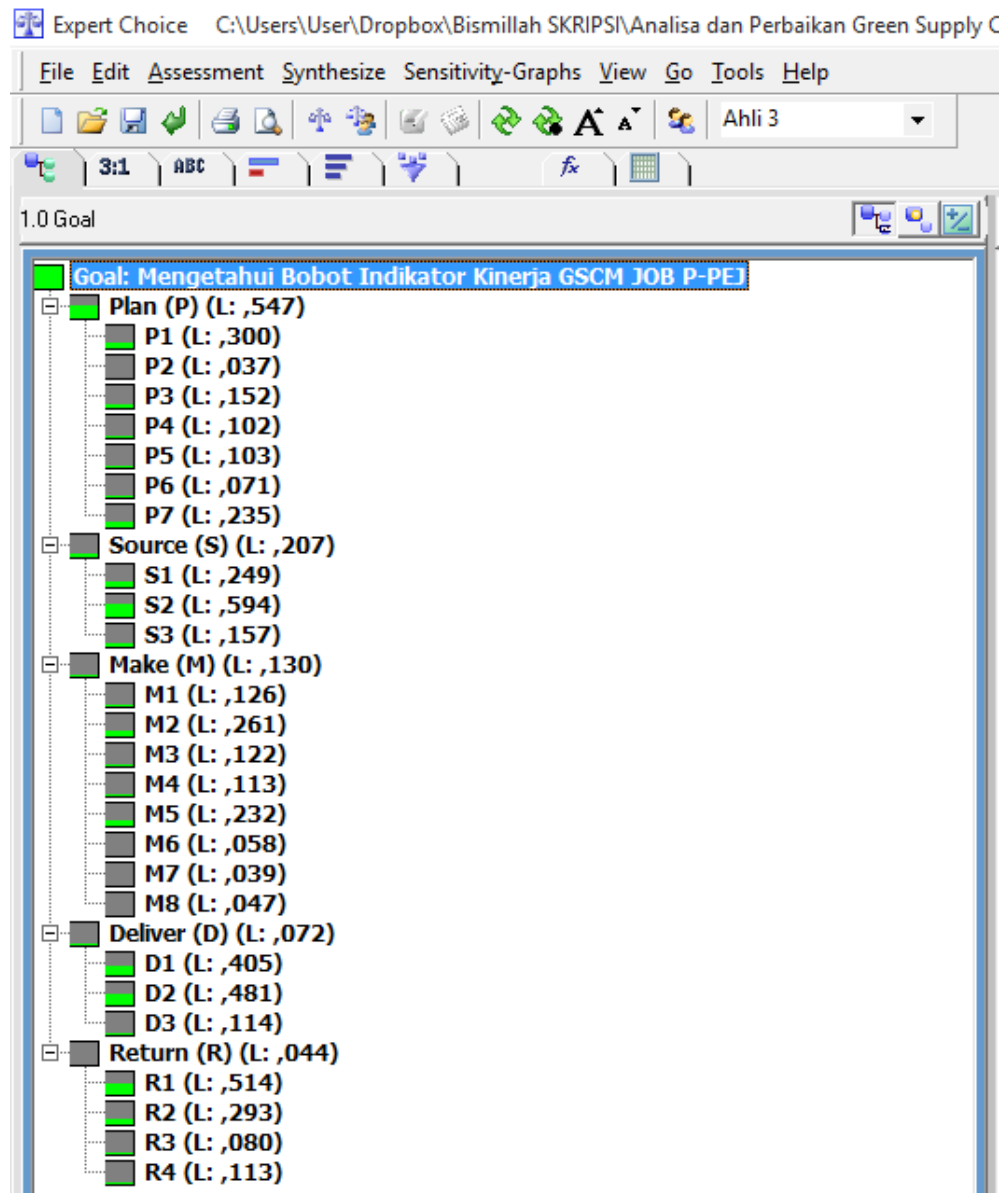 Expert Choice C:\Users\User\Dropbox\Bismillah SKRIPSI\Analisa dan Perbaikan Green Supply C
File Edit Assessment Synthesize Sensitivity-Graphs View Go Tools Help
A A Ahli 3
3:1 ABC fx
1.0 Goal
Goal: Mengetahui Bobot Indikator Kinerja GSCM JOB P-PEJ
Plan (P) (L: ,547)
P1 (L: ,300)
P2 (L: ,037)
P3 (L: ,152)
P4 (L: ,102)
P5 (L: ,103)
P6 (L: ,071)
P7 (L: ,235)
Source (S) (L: ,207)
S1 (L: ,249)
S2 (L: ,594)
S3 (L: ,157)
Make (M) (L: ,130)
M1 (L: ,126)
M2 (L: ,261)
M3 (L: ,122)
M4 (L: ,113)
M5 (L: ,232)
M6 (L: ,058)
M7 (L: ,039)
M8 (L: ,047)
Deliver (D) (L: ,072)
D1 (L: ,405)
D2 (L: ,481)
D3 (L: ,114)
Return (R) (L: ,044)
R1 (L: ,514)
R2 (L: ,293)
R3 (L: ,080)
R4 (L: ,113)